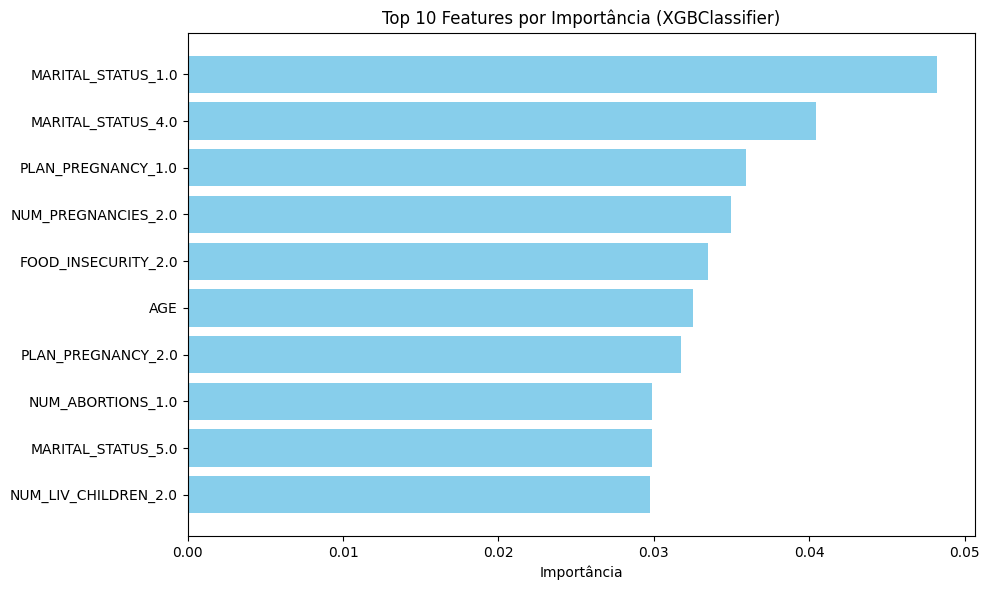 Top 10 Features por Importância (XGBClassifier)
MARITAL_STATUS_1.0
MARITAL_STATUS_4.0
PLAN_PREGNANCY_1.0
NUM_PREGNANCIES_2.0
FOOD_INSECURITY_2.0
AGE
PLAN_PREGNANCY_2.0
NUM_ABORTIONS_1.0
MARITAL_STATUS_5.0
NUM_LIV_CHILDREN_2.0
0.00 0.01 0.02 0.03 0.04 0.05
Importância